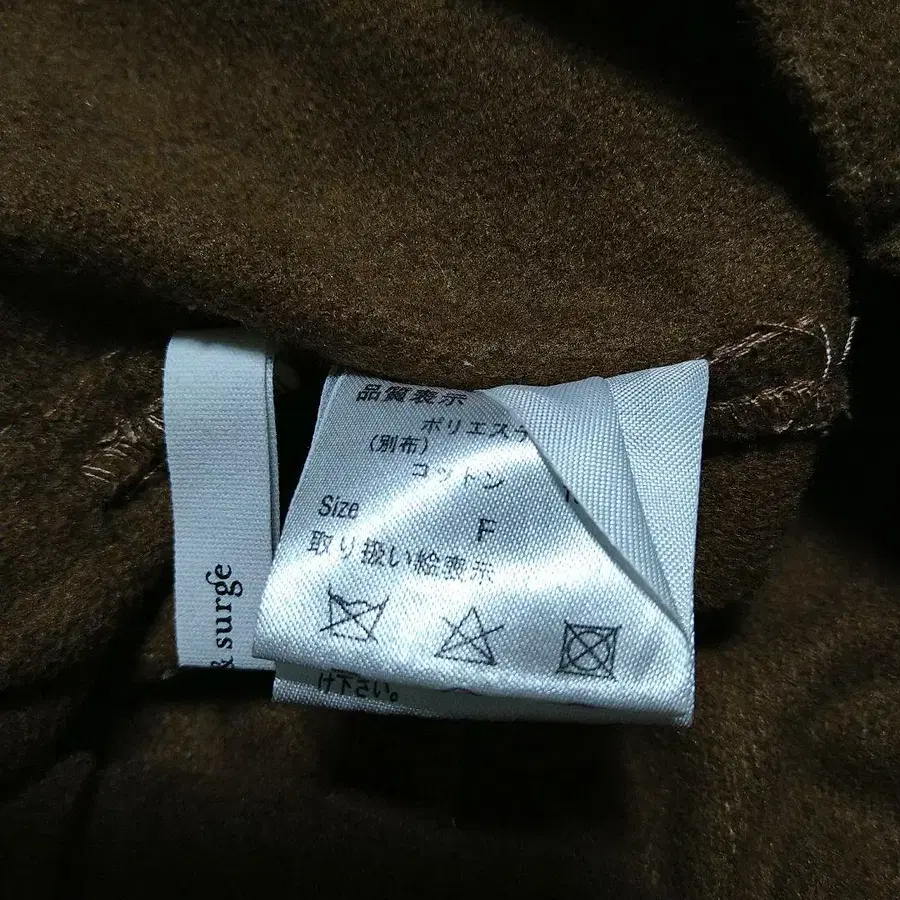 品質表示
ポリエステ
(別布)
コットン
Size
F
取り扱い絵表示
け下さい。
& surge